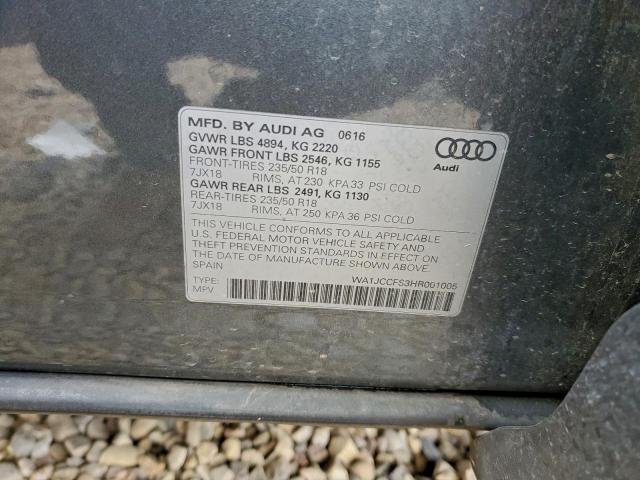 MFD. BY AUDI AG 0616
GVWR LBS 4894, KG 2220
GAWR FRONT LBS 2546, KG 1155
FRONT-TIRES 235/50 R18
7JX18 RIMS, AT 230 KPA 33 PSI COLD
GAWR REAR LBS 2491, KG 1130
REAR-TIRES 235/50 R18
7JX18 RIMS, AT 250 KPA 36 PSI COLD
Audi
THIS VEHICLE CONFORMS TO ALL APPLICABLE
U.S. FEDERAL MOTOR VEHICLE SAFETY AND
THEFT PREVENTION STANDARDS IN EFFECT ON
THE DATE OF MANUFACTURE SHOWN ABOVE.
SPAIN
TYPE: WA1JCCFS3HR001005
MPV